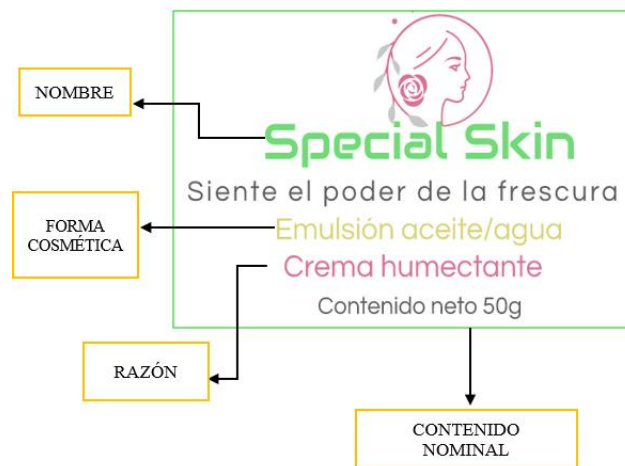 NOMBRE
Special Skin
Siente el poder de la frescura
FORMA
COSMÉTICA
Emulsión aceite/agua
Crema humectante
Contenido neto 50g
RAZÓN
CONTENIDO
NOMINAL